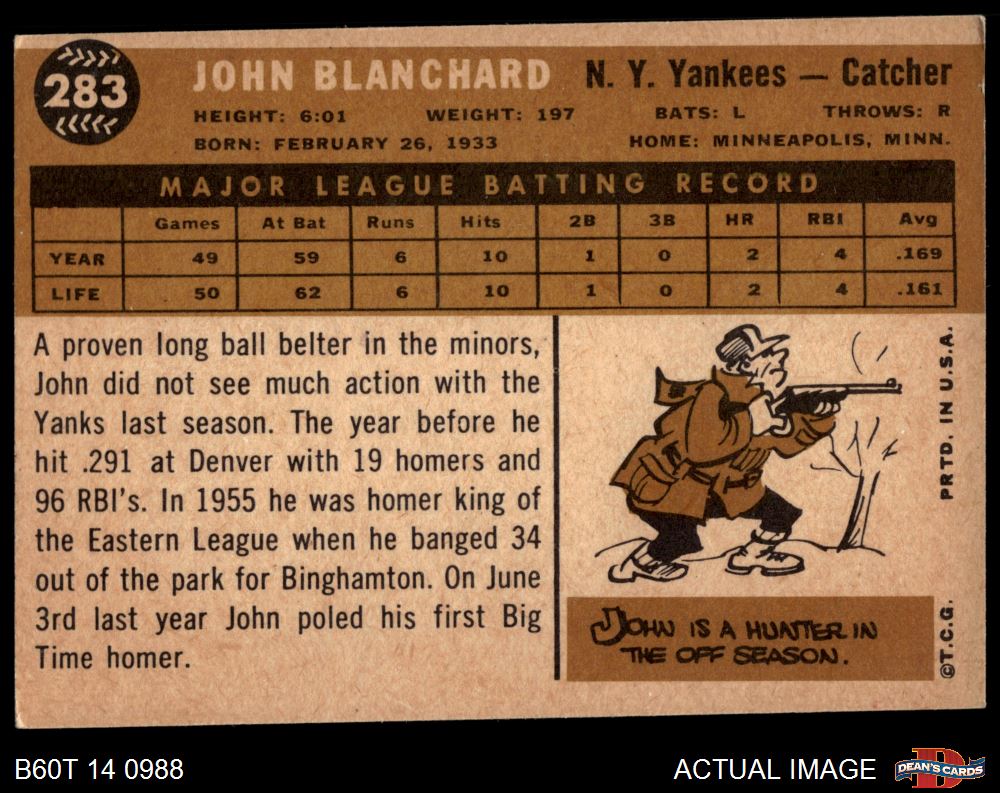 283
JOHN BLANCHARD N. Y. Yankees — Catcher
HEIGHT: 6:01 WEIGHT: 197 BATS: L THROWS: R
BORN: FEBRUARY 26, 1933 HOME: MINNEAPOLIS, MINN.
MAJOR LEAGUE BATTING RECORD
Games At Bat Runs Hits 2B 3B HR RBI Avg
YEAR 49 59 6 10 1 0 2 4 .169
LIFE 50 62 6 10 1 0 2 4 .161
A proven long ball belter in the minors,
John did not see much action with the
Yanks last season. The year before he
hit .291 at Denver with 19 homers and
96 RBI's. In 1955 he was homer king of
the Eastern League when he banged 34
out of the park for Binghamton. On June
3rd last year John poled his first Big
Time homer.
JOHN IS A HUNTER IN
THE OFF SEASON.
PRTD. IN U.S.A.
©T.C.G.
B60T 14 0988
ACTUAL IMAGE
DEAN'S CARDS